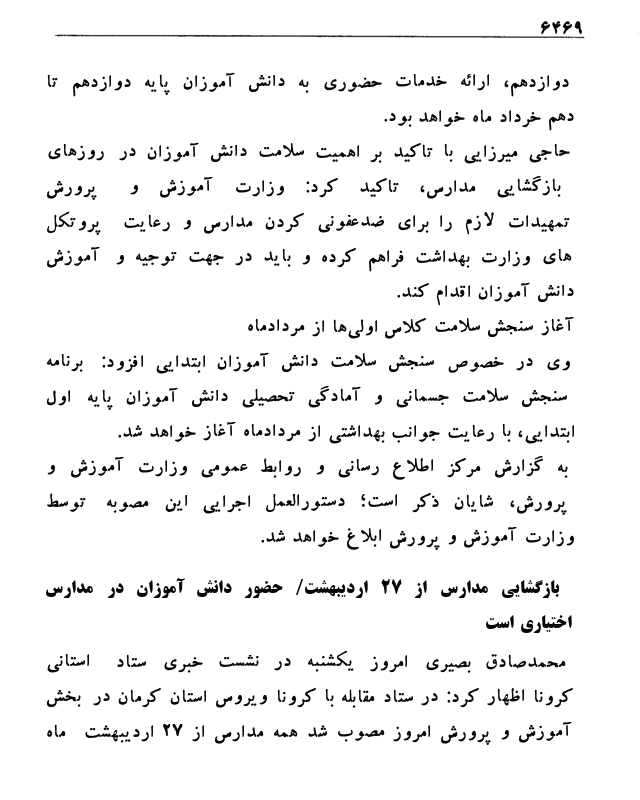 ۶۴۶۹
دوازدهم، ارائه خدمات حضوری به دانش آموزان پایه دوازدهم تا
دهم خرداد ماه خواهد بود.
حاجی میرزایی با تاکید بر اهمیت سلامت دانش آموزان در روزهای
بازگشایی مدارس، تاکید کرد: وزارت آموزش و پرورش
تمهیدات لازم را برای ضدعفونی کردن مدارس و رعایت پروتکل
های وزارت بهداشت فراهم کرده و باید در جهت توجیه و آموزش
دانش آموزان اقدام کند.
آغاز سنجش سلامت کلاس اولی‌ها از مردادماه
وی در خصوص سنجش سلامت دانش آموزان ابتدایی افزود: برنامه
سنجش سلامت جسمانی و آمادگی تحصیلی دانش آموزان پایه اول
ابتدایی، با رعایت جوانب بهداشتی از مردادماه آغاز خواهد شد.
به گزارش مرکز اطلاع رسانی و روابط عمومی وزارت آموزش و
پرورش، شایان ذکر است؛ دستورالعمل اجرایی این مصوبه توسط
وزارت آموزش و پرورش ابلاغ خواهد شد.
بازگشایی مدارس از ۲۷ اردیبهشت/ حضور دانش آموزان در مدارس
اختیاری است
محمدصادق بصیری امروز یکشنبه در نشست خبری ستاد استانی
کرونا اظهار کرد: در ستاد مقابله با کرونا ویروس استان کرمان در بخش
آموزش و پرورش امروز مصوب شد همه مدارس از ۲۷ اردیبهشت ماه